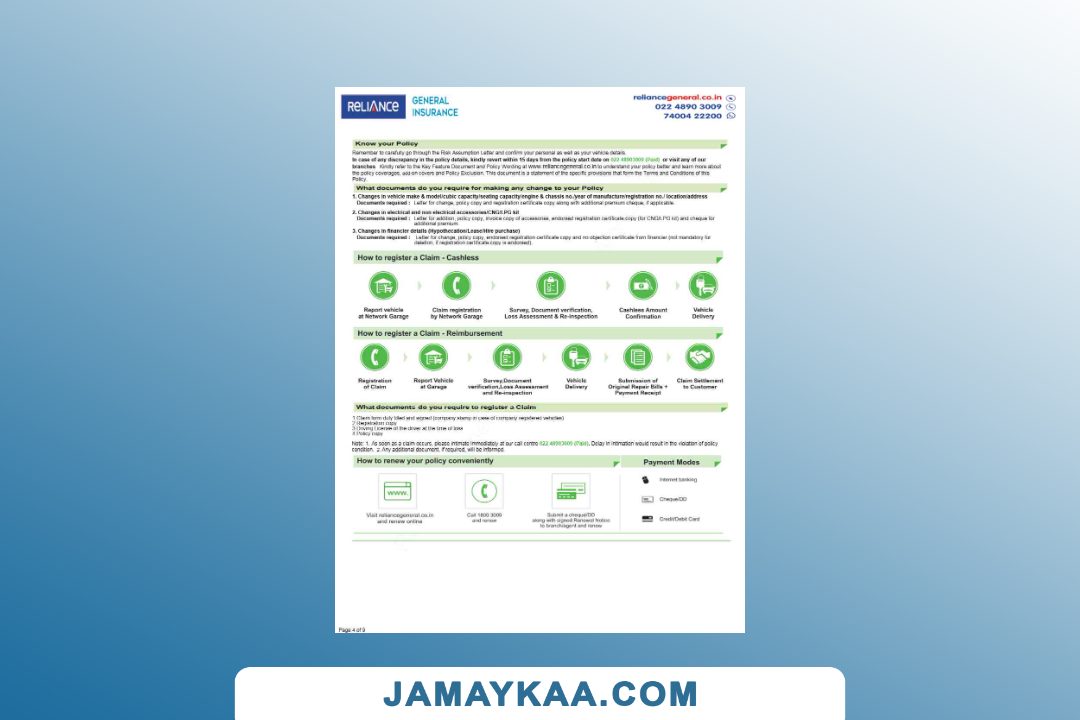 RELIANCE
GENERAL
INSURANCE
reliancegeneral.co.in
022 4890 3009
74004 22200
Know your Policy
Remember to carefully go through the Risk Assumption Letter and confirm your personal as well as your vehicle details.
In case of any discrepancy in the policy details, kindly revert within 15 days from the policy start date on 022 48903009 (Paid) or visit any of our
branches Kindly refer to the Key Feature Document and Policy Wording at www.reliancegeneral.co.in to understand your policy better and learn more about
the policy coverages, add-on covers and Policy Exclusion. This document is a statement of the specific provisions that form the Terms and Conditions of this
Policy.
What documents do you require for making any change to your Policy
1. Changes in vehicle make & model/cubic capacity/seating capacity/engine & chassis no./year of manufacture/registration no./ location/address
Documents required : Letter for change, policy copy and registration certificate copy along with additional premium cheque, if applicable.
2. Changes in electrical and non electrical accessories/CNG/LPG kit
Documents required : Letter for addition, policy copy, invoice copy of accessories, endorsed registration certificate copy (for CNG/LPG kit) and cheque for
additional premium.
3. Changes in financier details (Hypothecation/Lease/Hire purchase)
Documents required : Letter for change, policy copy, endorsed registration certificate copy and no objection certificate from financier (not mandatory for
deletion, if registration certificate copy is endorsed).
How to register a Claim - Cashless
Report vehicle
at Network Garage
Claim registration
by Network Garage
Survey, Document verification,
Loss Assessment & Re-inspection
Cashless Amount
Confirmation
Vehicle
Delivery
How to register a Claim - Reimbursement
Registration
of Claim
Report Vehicle
at Garage
Survey,Document
verification,Loss Assessment
and Re-inspection
Vehicle
Delivery
Submission of
Original Repair Bills +
Payment Receipt
Claim Settlement
to Customer
What documents do you require to register a Claim
1 Claim form duly filled and signed (company stamp in case of company registered vehicles)
2 Registration copy
3 Driving License of the driver at the time of loss
4 Policy copy
Note: 1. As soon as a claim occurs, please intimate immediately at our call centre 022 48903009 (Paid). Delay in intimation would result in the violation of policy
condition. 2. Any additional document, if required, will be informed.
How to renew your policy conveniently
Payment Modes
www.
Visit reliancegeneral.co.in
and renew online
Call 1800 3009
and renew
Submit a cheque/DD
along with signed Renewal Notice
to branch/agent and renew
Internet banking
Cheque/DD
Credit/Debit Card
Page 4 of 9
JAMAYKAA.COM